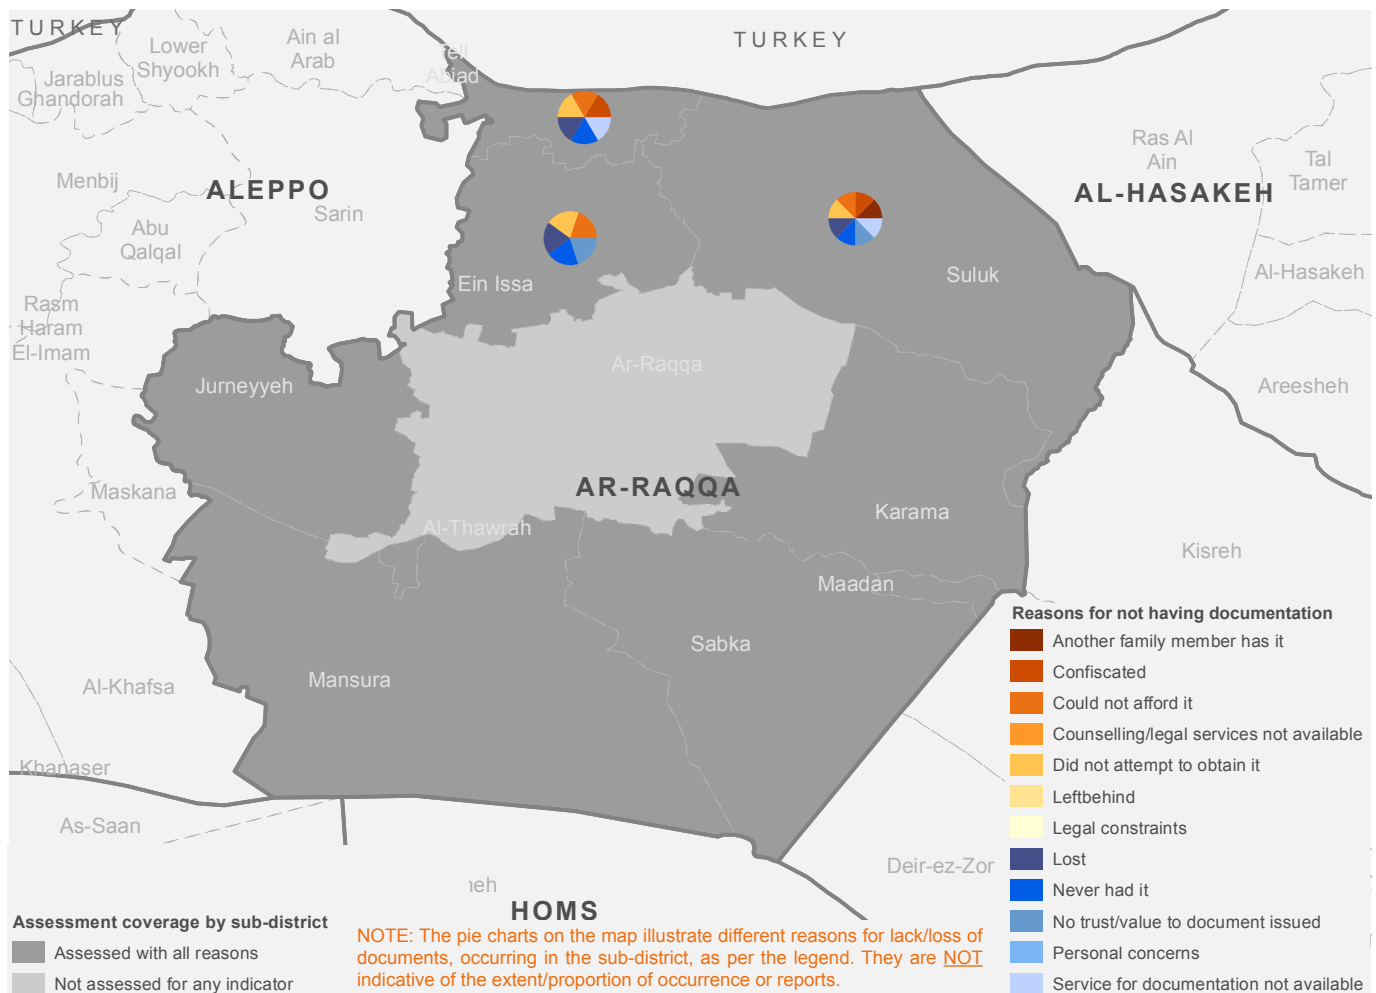 TURKEY
TURKEY
Lower
Shyookh
Ain al
Arab
Tell
Abiad
Jarablus
Ghandorah
Ras Al
Ain
Tal
Tamer
Menbij
ALEPPO
Sarin
AL-HASAKEH
Abu
Qalqal
Ein Issa
Suluk
Al-Hasakeh
Rasm
Haram
El-Imam
Ar-Raqqa
Jurneyyeh
Areesheh
Maskana
AR-RAQQA
Karama
Al-Thawrah
Kisreh
Maadan
Sabka
Mansura
Al-Khafsa
Khanaser
As-Saan
Deir-ez-Zor
HOMS
Reasons for not having documentation
Another family member has it
Confiscated
Could not afford it
Counselling/legal services not available
Did not attempt to obtain it
Leftbehind
Legal constraints
Lost
Never had it
No trust/value to document issued
Personal concerns
Service for documentation not available
Assessment coverage by sub-district
Assessed with all reasons
Not assessed for any indicator
NOTE: The pie charts on the map illustrate different reasons for lack/loss of
documents, occurring in the sub-district, as per the legend. They are NOT
indicative of the extent/proportion of occurrence or reports.